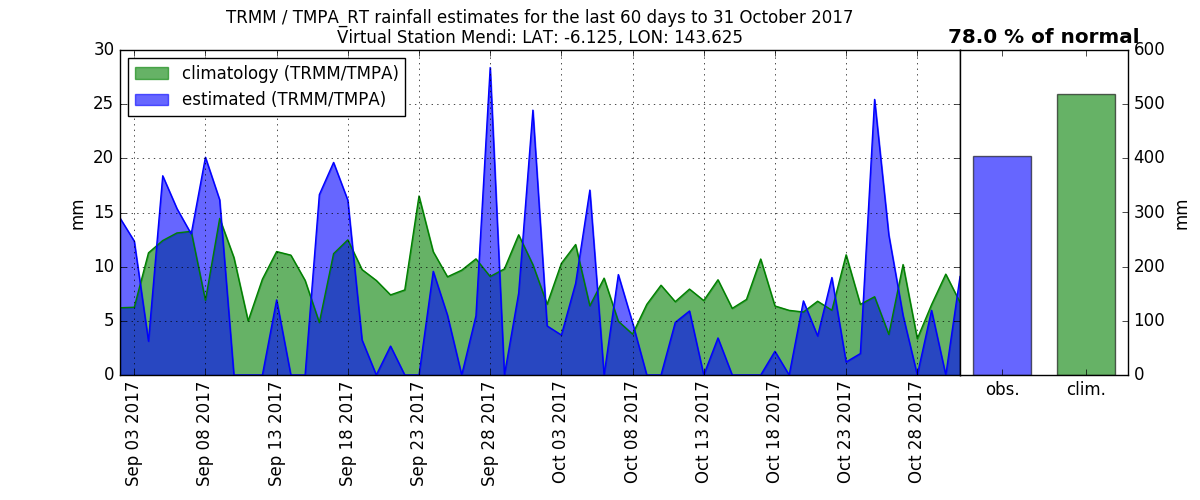 TRMM / TMPA_RT rainfall estimates for the last 60 days to 31 October 2017
Virtual Station Mendi: LAT: -6.125, LON: 143.625
78.0 % of normal
climatology (TRMM/TMPA)
estimated (TRMM/TMPA)
30
25
20
15
10
5
0
mm
Sep 03 2017
Sep 08 2017
Sep 13 2017
Sep 18 2017
Sep 23 2017
Sep 28 2017
Oct 03 2017
Oct 08 2017
Oct 13 2017
Oct 18 2017
Oct 23 2017
Oct 28 2017
obs.
clim.
600
500
400
300
200
100
0
mm